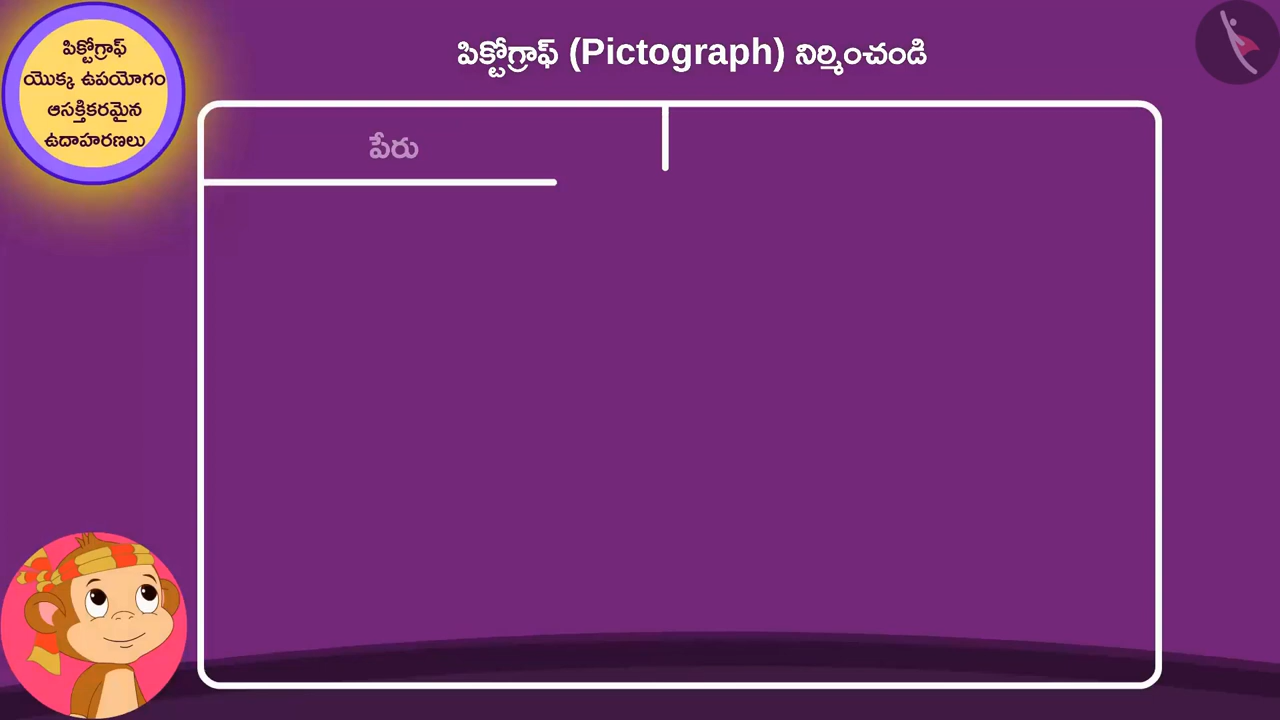 పిక్టోగ్రాఫ్
యొక్క ఉపయోగం
ఆసక్తికరమైన
ఉదాహరణలు
పిక్టోగ్రాఫ్ (Pictograph) నిర్మించండి
పేరు